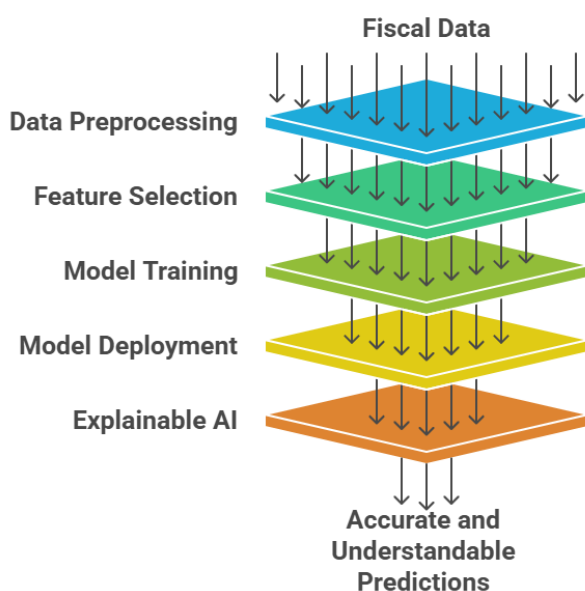 Fiscal Data
Data Preprocessing
Feature Selection
Model Training
Model Deployment
Explainable AI
Accurate and
Understandable
Predictions